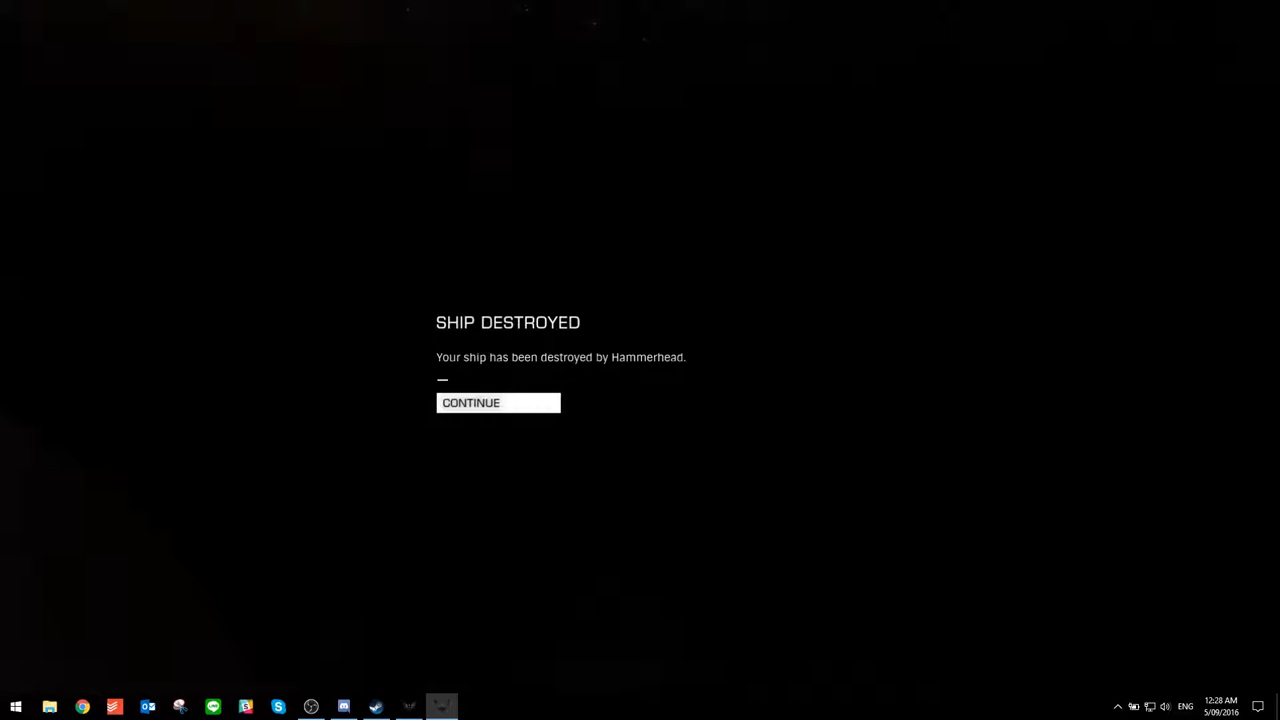 SHIP DESTROYED
Your ship has been destroyed by Hammerhead.
CONTINUE
12:28 AM
ENG
5/09/2016